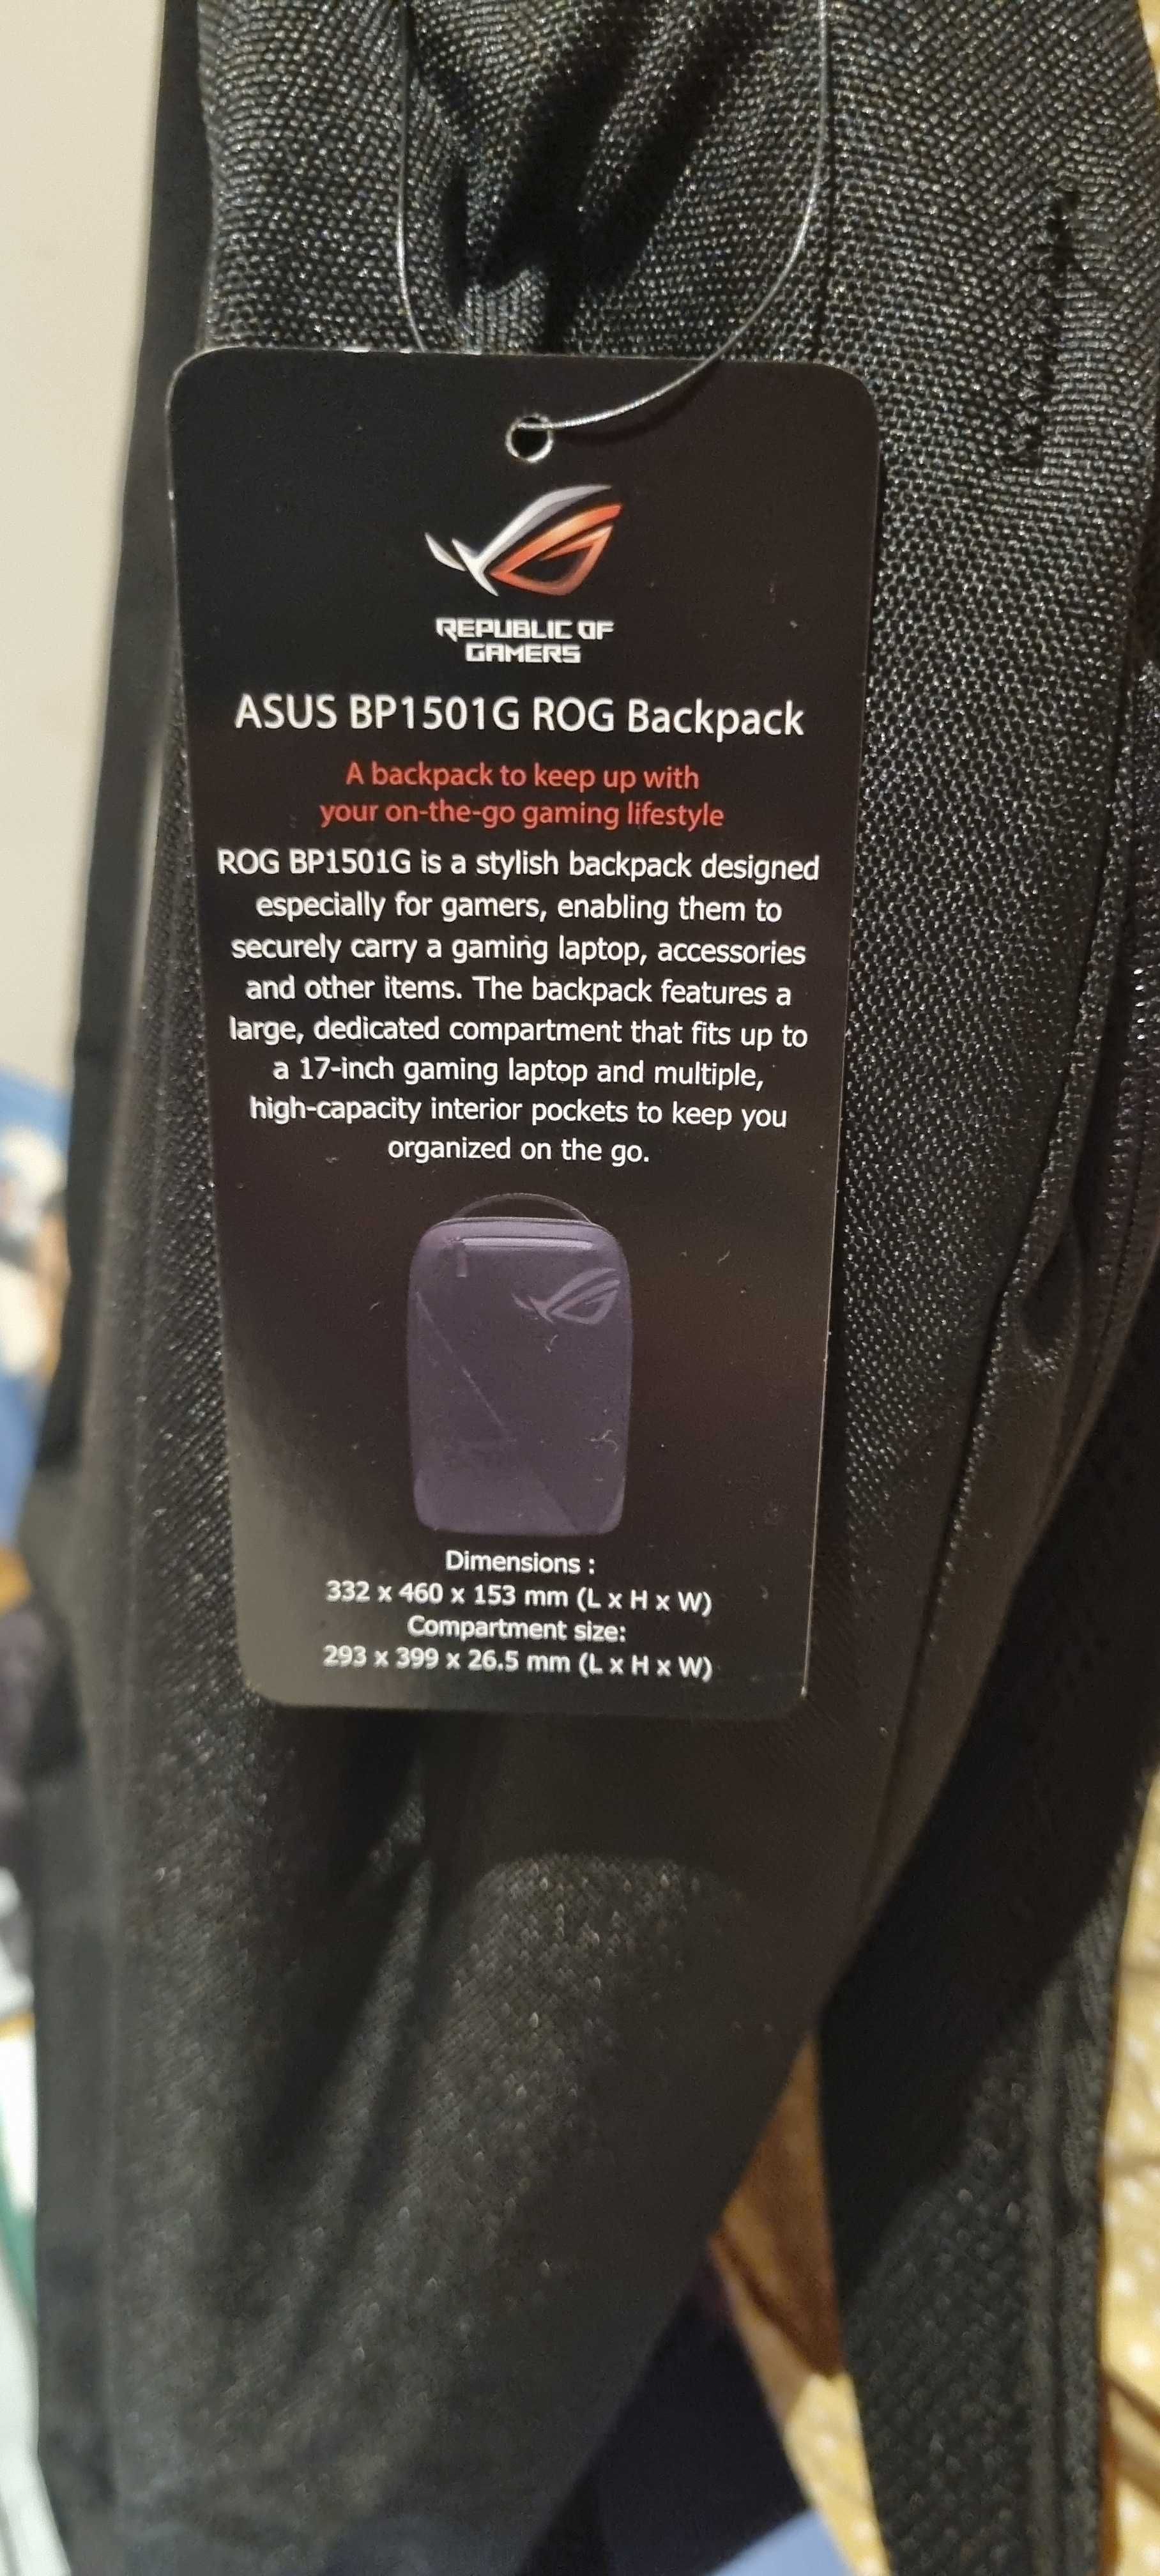 REPUBLIC OF
GAMERS
ASUS BP1501G ROG Backpack
A backpack to keep up with
your on-the-go gaming lifestyle
ROG BP1501G is a stylish backpack designed
especially for gamers, enabling them to
securely carry a gaming laptop, accessories
and other items. The backpack features a
large, dedicated compartment that fits up to
a 17-inch gaming laptop and multiple,
high-capacity interior pockets to keep you
organized on the go.
Dimensions :
332 x 460 x 153 mm (L x H x W)
Compartment size:
293 x 399 x 26.5 mm (L x H x W)